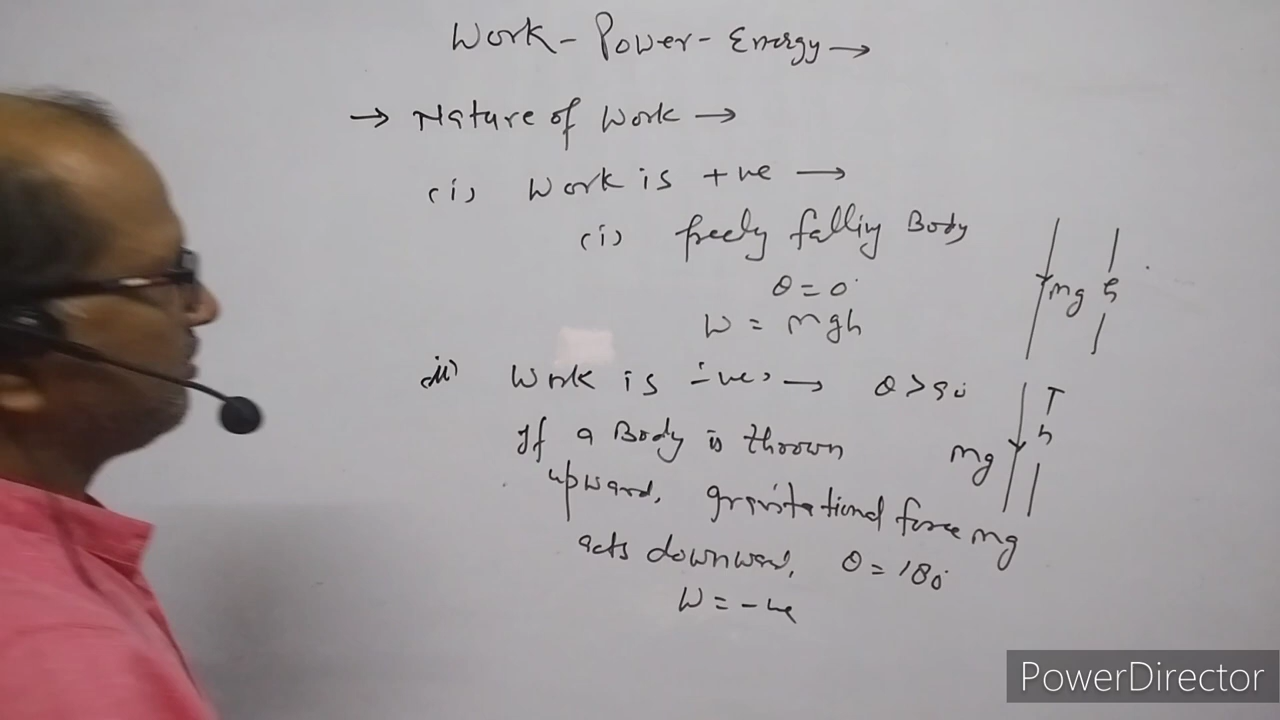 Work - Power - Energy →
→ Nature of Work →
(i) Work is +ve →
(i) freely falling Body
θ = 0°
W = mgh
mg h
(ii) Work is -ve → θ > 90°
If a Body is thrown
upward, gravitational force mg
acts downward, θ = 180°
W = -ve
mg h
PowerDirector